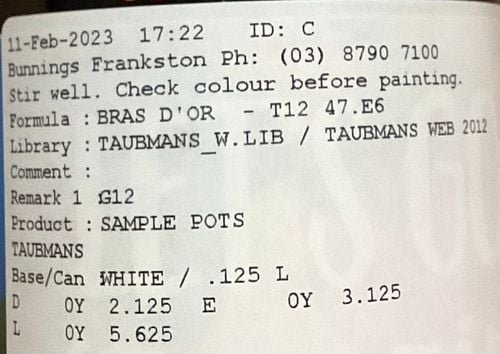 11-Feb-2023 17:22 ID: C
Bunnings Frankston Ph: (03) 8790 7100
Stir well. Check colour before painting.
Formula : BRAS D'OR - T12 47.E6
Library : TAUBMANS_W.LIB / TAUBMANS WEB 2012
Comment :
Remark 1 G12
Product : SAMPLE POTS
TAUBMANS
Base/Can WHITE / .125 L
D 0Y 2.125 E 0Y 3.125
L 0Y 5.625